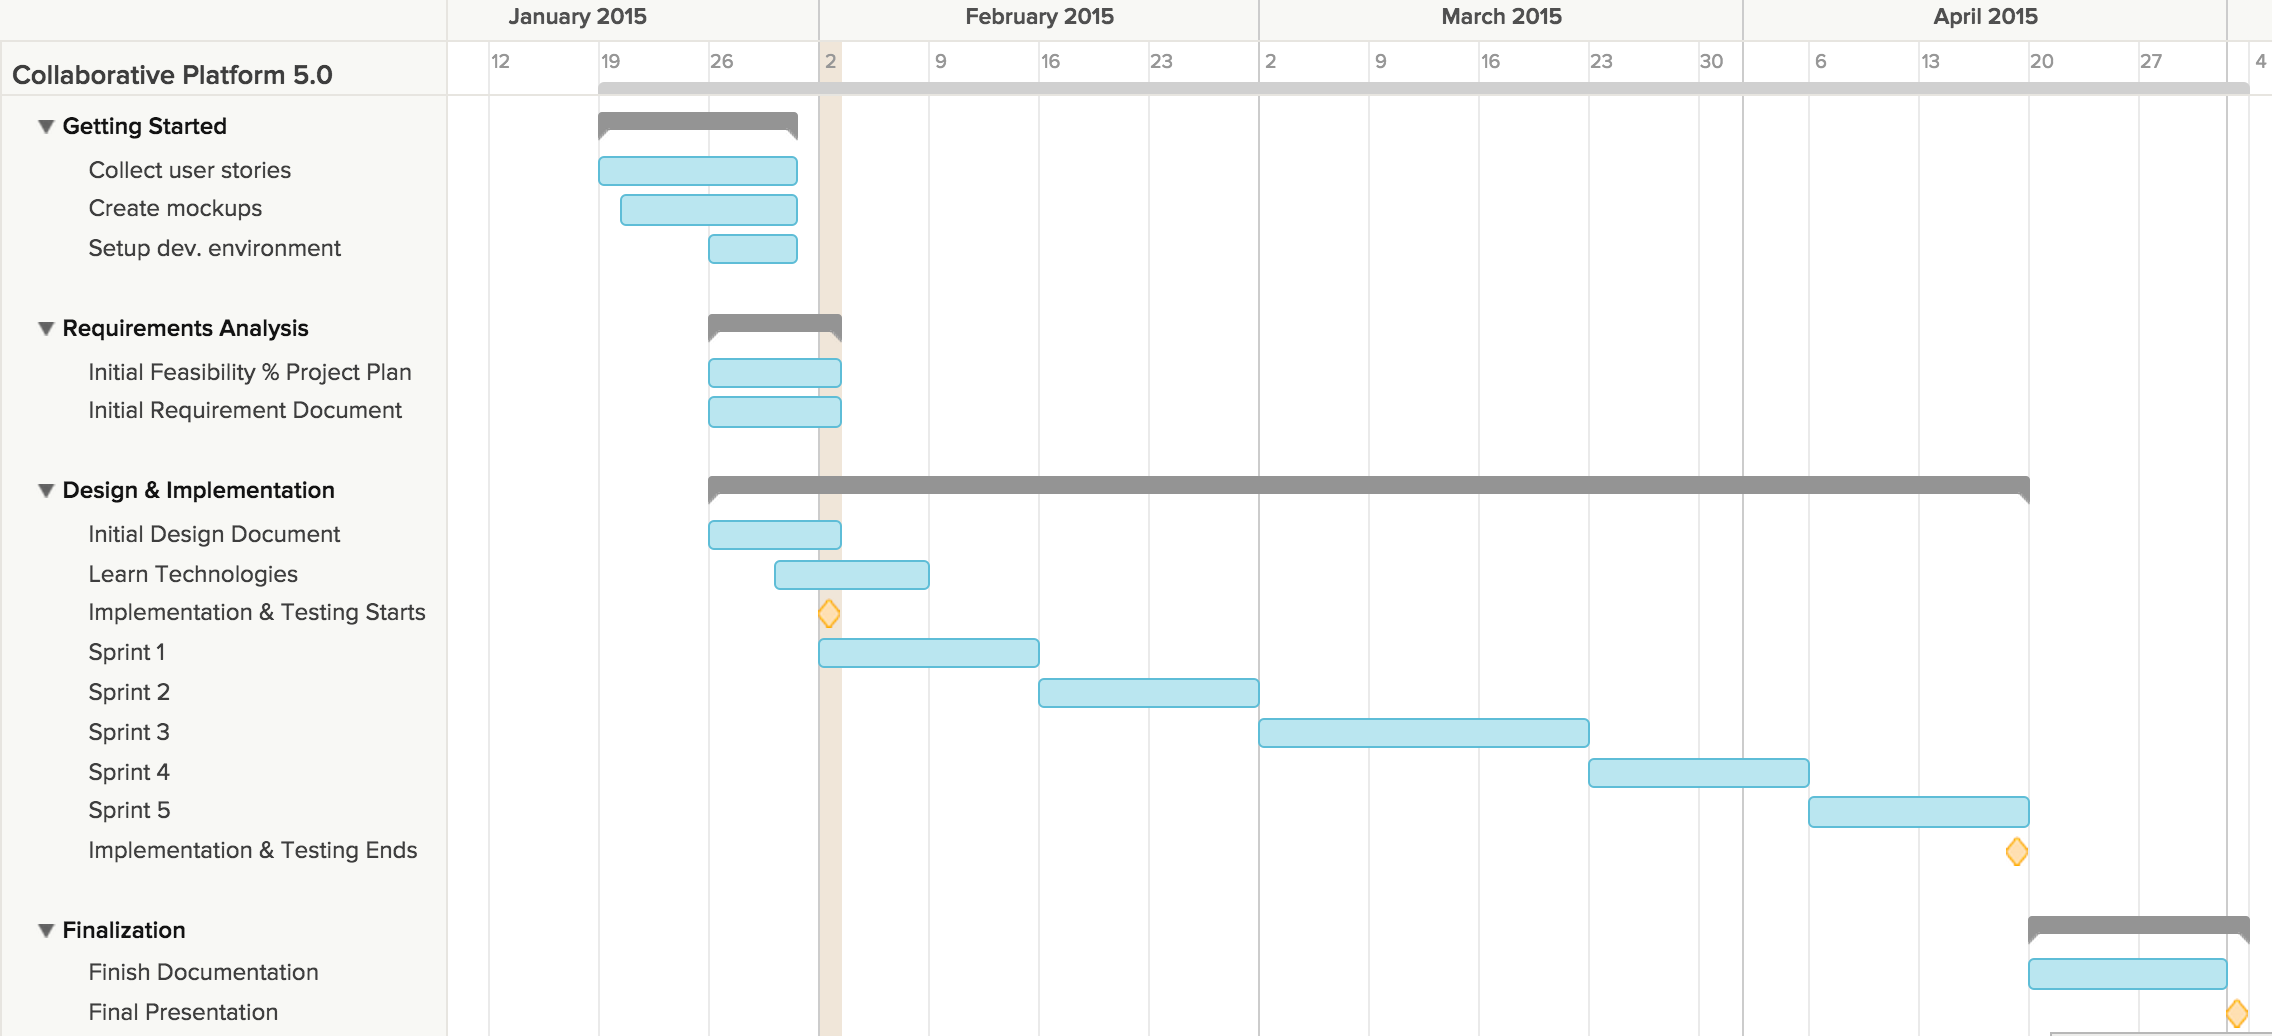 January 2015 February 2015 March 2015 April 2015
Collaborative Platform 5.0 12 19 26 2 9 16 23 2 9 16 23 30 6 13 20 27 4
Getting Started
Collect user stories
Create mockups
Setup dev. environment
Requirements Analysis
Initial Feasibility % Project Plan
Initial Requirement Document
Design & Implementation
Initial Design Document
Learn Technologies
Implementation & Testing Starts
Sprint 1
Sprint 2
Sprint 3
Sprint 4
Sprint 5
Implementation & Testing Ends
Finalization
Finish Documentation
Final Presentation